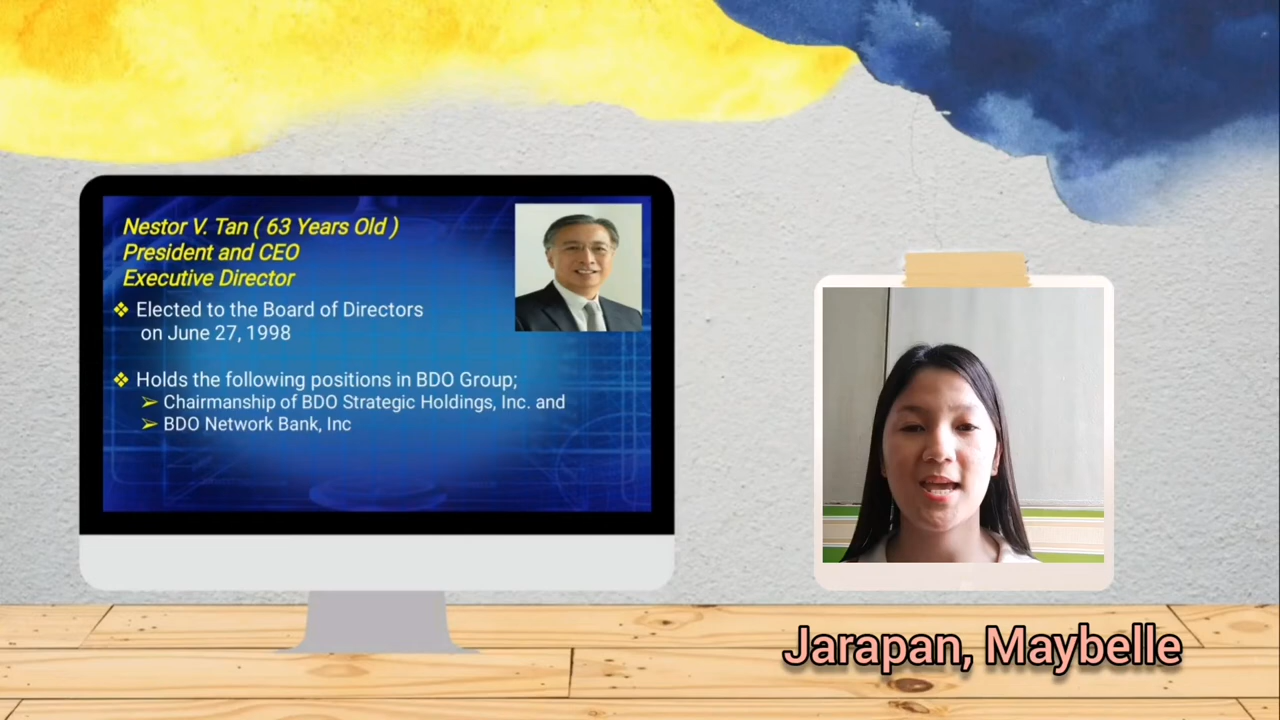 Nestor V. Tan ( 63 Years Old )
President and CEO
Executive Director
❖ Elected to the Board of Directors
on June 27, 1998
❖ Holds the following positions in BDO Group;
➢ Chairmanship of BDO Strategic Holdings, Inc. and
➢ BDO Network Bank, Inc
Jarapan, Maybelle